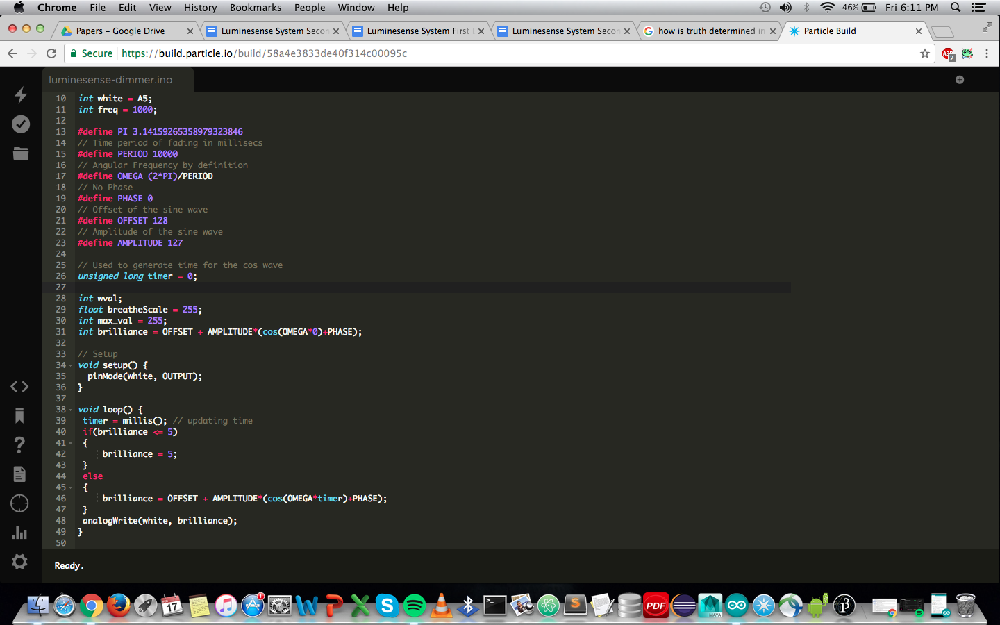 Chrome File Edit View History Bookmarks People Window Help 46% Fri 6:11 PM
Papers - Google Drive Luminesense System Secon Luminesense System First Luminesense System Secon how is truth determined in Particle Build
Secure https://build.particle.io/build/58a4e3833de40f314c00095c ABP 2
luminesense-dimmer.ino
10 int white = A5;
11 int freq = 1000;
12
13 #define PI 3.14159265358979323846
14 // Time period of fading in millisecs
15 #define PERIOD 10000
16 // Angular Frequency by definition
17 #define OMEGA (2*PI)/PERIOD
18 // No Phase
19 #define PHASE 0
20 // Offset of the sine wave
21 #define OFFSET 128
22 // Amplitude of the sine wave
23 #define AMPLITUDE 127
24
25 // Used to generate time for the cos wave
26 unsigned long timer = 0;
27
28 int wval;
29 float breatheScale = 255;
30 int max_val = 255;
31 int brilliance = OFFSET + AMPLITUDE*(cos(OMEGA*0)+PHASE);
32
33 // Setup
34 void setup() {
35 pinMode(white, OUTPUT);
36 }
37
38 void loop() {
39 timer = millis(); // updating time
40 if(brilliance <= 5)
41 {
42 brilliance = 5;
43 }
44 else
45 {
46 brilliance = OFFSET + AMPLITUDE*(cos(OMEGA*timer)+PHASE);
47 }
48 analogWrite(white, brilliance);
49 }
50
Ready.
17 1 PDF MAYA